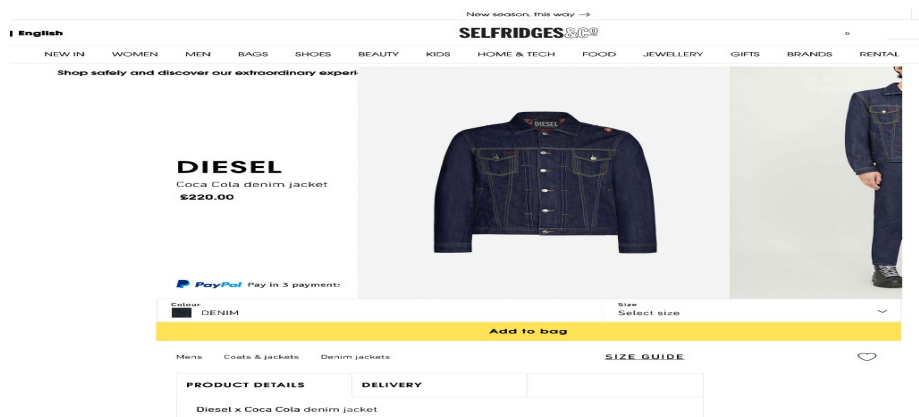 New season, this way →
English
SELFRIDGES&Cº
NEW IN WOMEN MEN BAGS SHOES BEAUTY KIDS HOME & TECH FOOD JEWELLERY GIFTS BRANDS RENTAL
Shop safely and discover our extraordinary experi
DIESEL
DIESEL
Coca Cola denim jacket
£220.00
PayPal Pay in 3 payments
Colour
DENIM
Size
Select size
Add to bag
Mens Coats & jackets Denim jackets SIZE GUIDE
PRODUCT DETAILS DELIVERY
Diesel x Coca Cola denim jacket